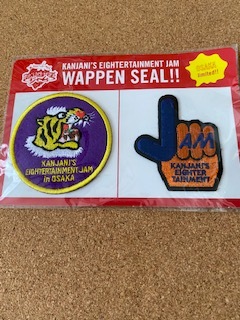 KANJANI'S EIGHTERTAINMENT JAM
WAPPEN SEAL!!
OSAKA
Limited!!
KANJANI'S
EIGHTERTAINMENT JAM
in OSAKA
JAM
KANJANI'S
EIGHTER
TAINMENT